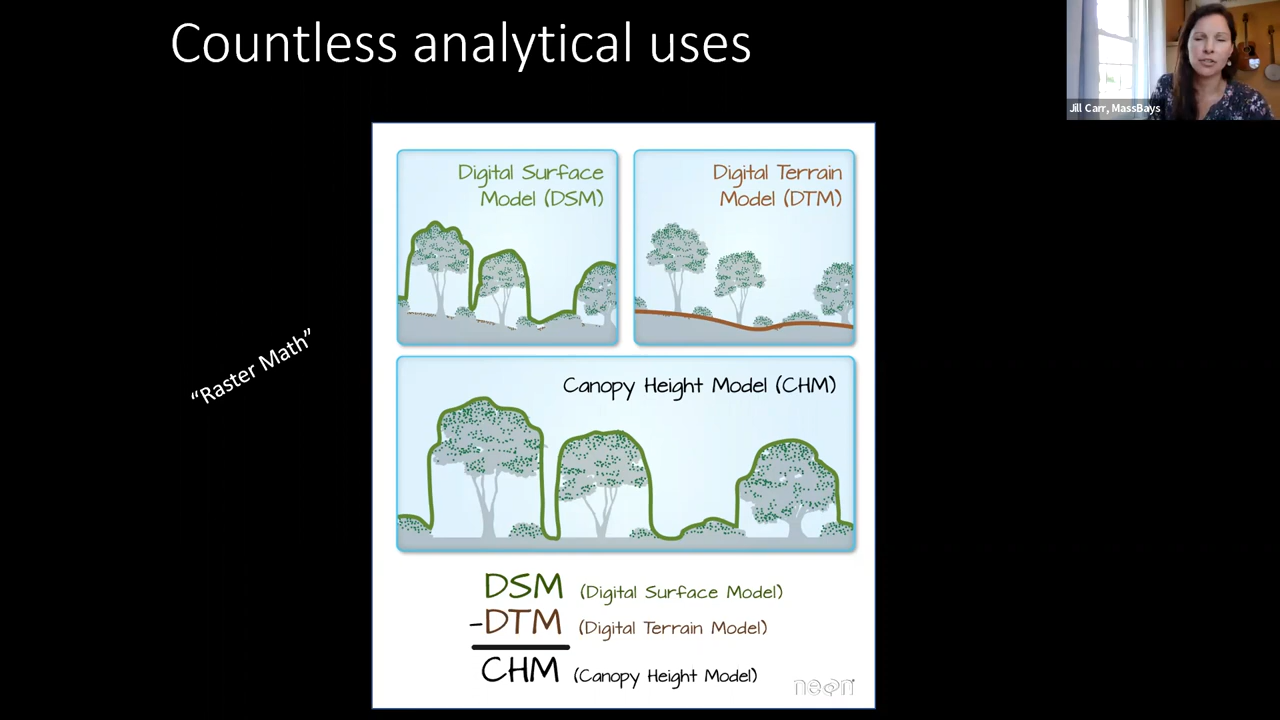 Countless analytical uses
Jill Carr, MassBays
Digital Surface
Model (DSM)
Digital Terrain
Model (DTM)
“Raster Math”
Canopy Height Model (CHM)
DSM (Digital Surface Model)
-DTM (Digital Terrain Model)
CHM (Canopy Height Model)
neon